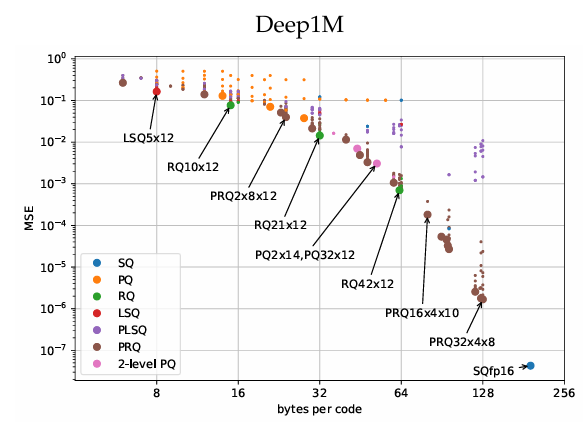 Deep1M
10^0
10^-1
10^-2
10^-3
10^-4
10^-5
10^-6
10^-7
MSE
LSQ5x12
RQ10x12
PRQ2x8x12
RQ21x12
PQ2x14,PQ32x12
RQ42x12
PRQ16x4x10
PRQ32x4x8
SQfp16
SQ
PQ
RQ
LSQ
PLSQ
PRQ
2-level PQ
8 16 32 64 128 256
bytes per code